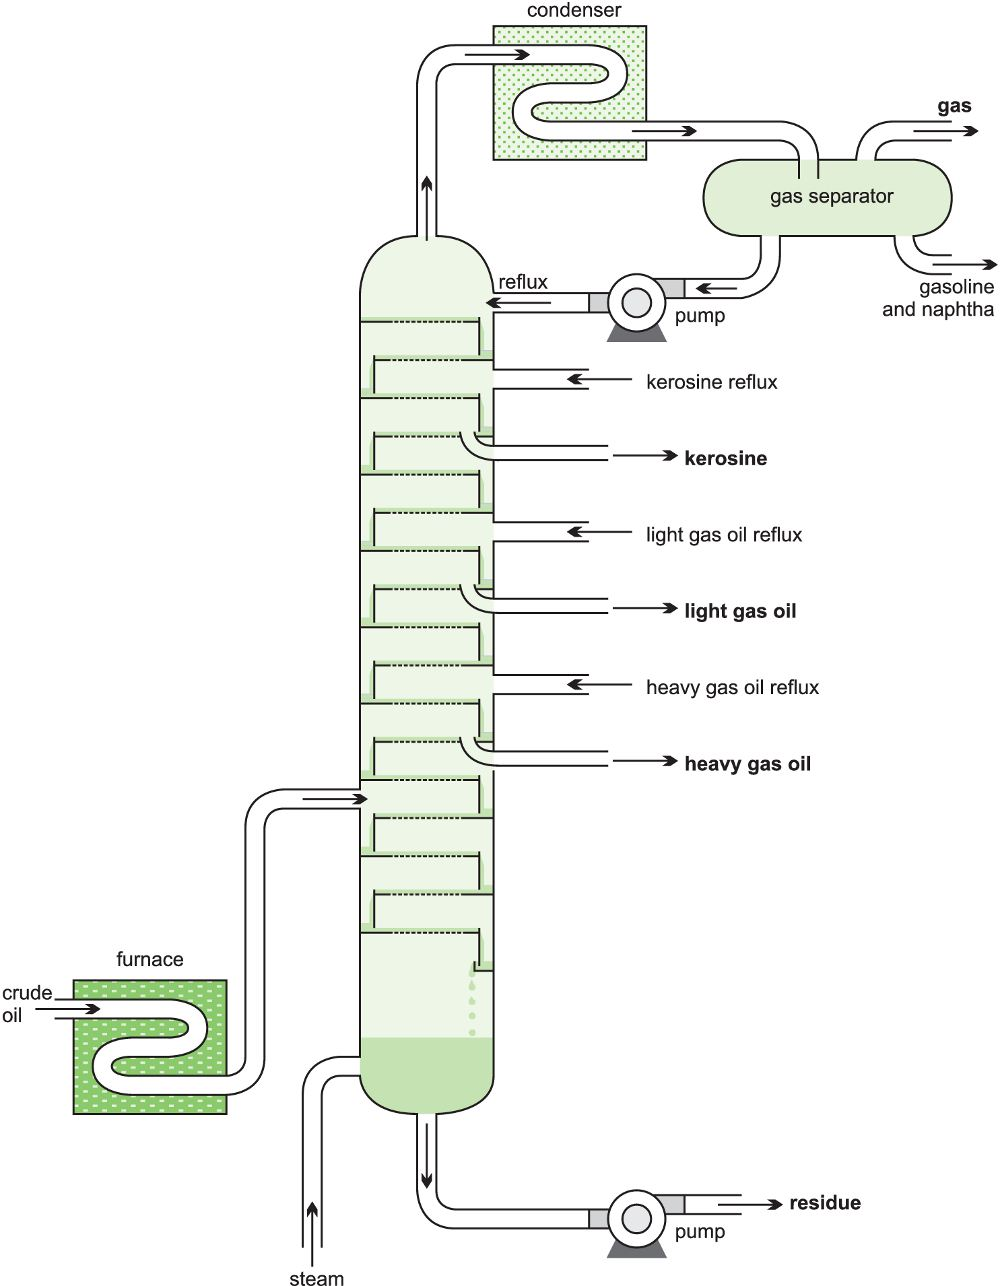 condenser
gas
gas separator
reflux
gasoline
and naphtha
pump
kerosine reflux
kerosine
light gas oil reflux
light gas oil
heavy gas oil reflux
heavy gas oil
furnace
crude
oil
residue
pump
steam